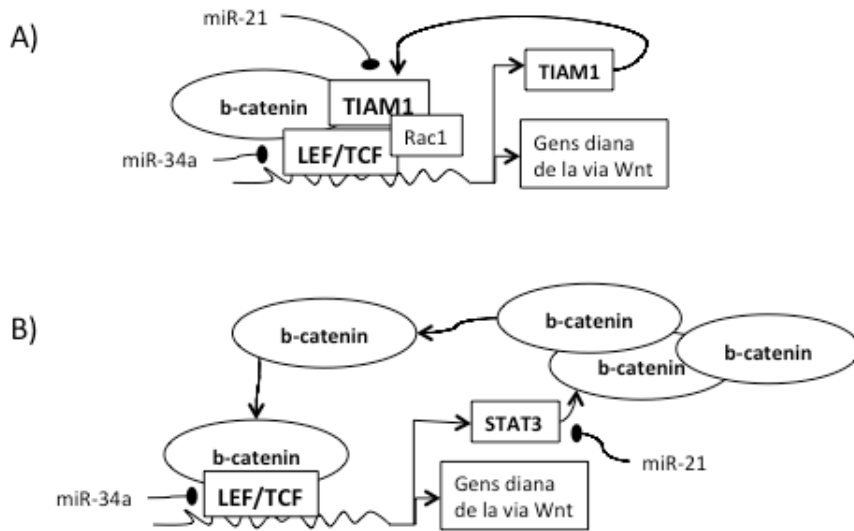 miR-21
A)
TIAM1
b-catenin
TIAM1
Rac1
Gens diana
de la via Wnt
miR-34a
LEF/TCF
B)
b-catenin
b-catenin
b-catenin
b-catenin
STAT3
b-catenin
miR-21
miR-34a
LEF/TCF
Gens diana
de la via Wnt